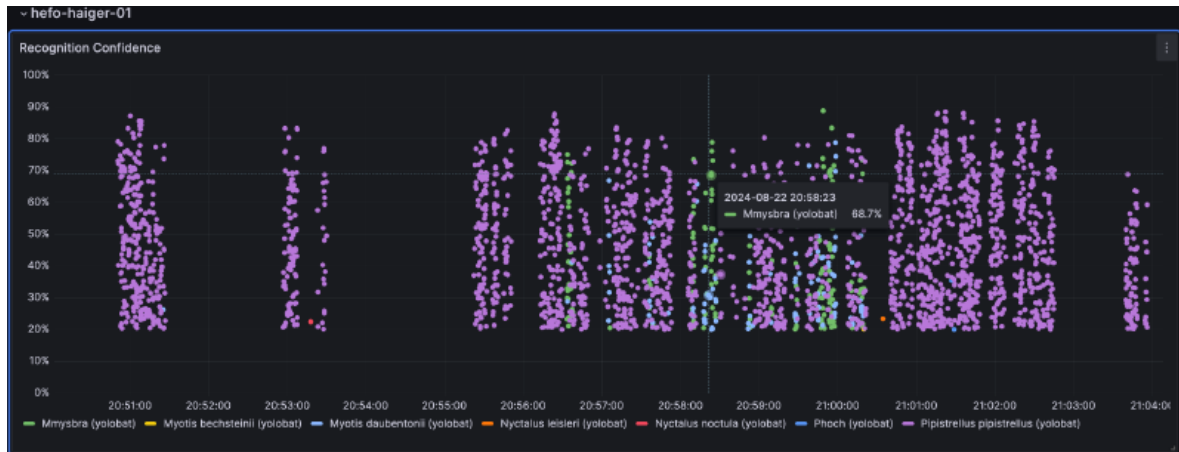 hefo-haiger-01
Recognition Confidence
100%
90%
80%
70%
60%
50%
40%
30%
20%
10%
0%
2024-08-22 20:58:23
Mmysbra (yolobat) 68.7%
20:51:00 20:52:00 20:53:00 20:54:00 20:55:00 20:56:00 20:57:00 20:58:00 20:59:00 21:00:00 21:01:00 21:02:00 21:03:00 21:04:0
Mmysbra (yolobat) Myotis bechsteinii (yolobat) Myotis daubentonii (yolobat) Nyctalus leisleri (yolobat) Nyctalus noctula (yolobat) Phoch (yolobat) Pipistrellus pipistrellus (yolobat)